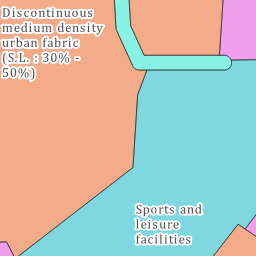 Discontinuous
medium density
urban fabric
(S.L. : 30% -
50%)
Sports and
leisure
facilities